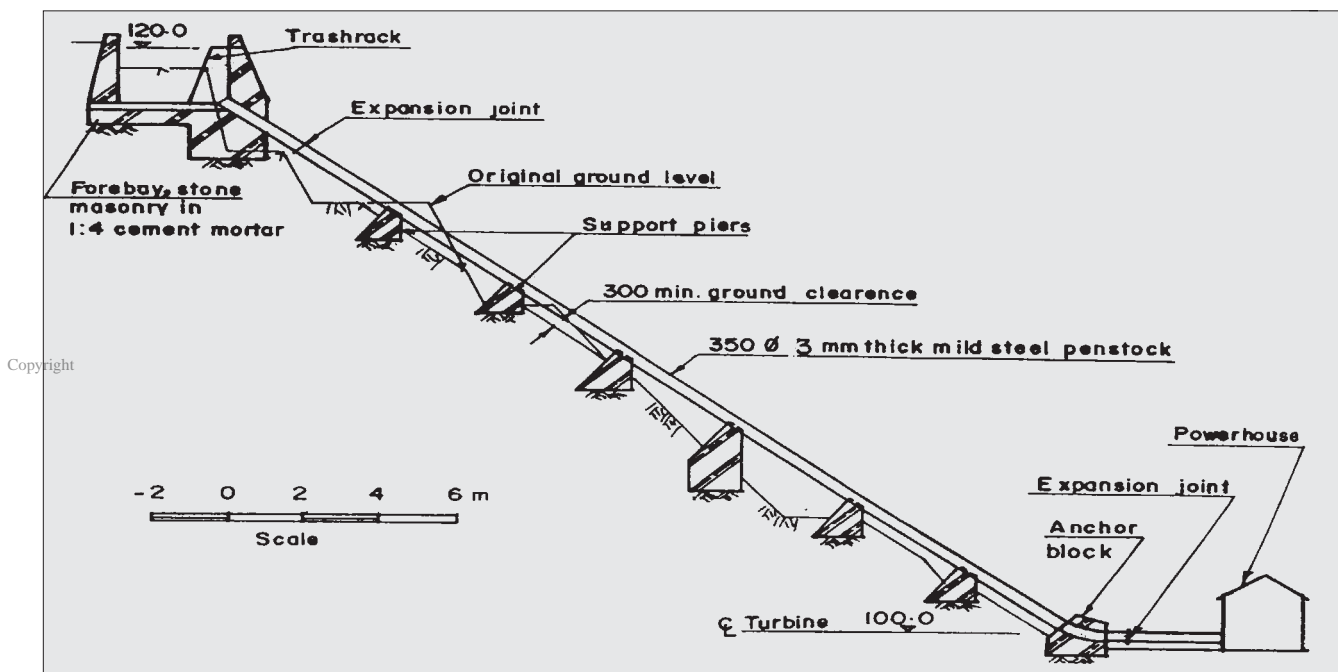 120.0
Trashrack
Expansion joint
Original ground level
Forebay, stone
masonry in
1:4 cement mortar
Support piers
300 min. ground clearence
350 Ø 3 mm thick mild steel penstock
Copyright
Powerhouse
-2 0 2 4 6 m
Scale
Expansion joint
Anchor
block
℄ Turbine 100.0